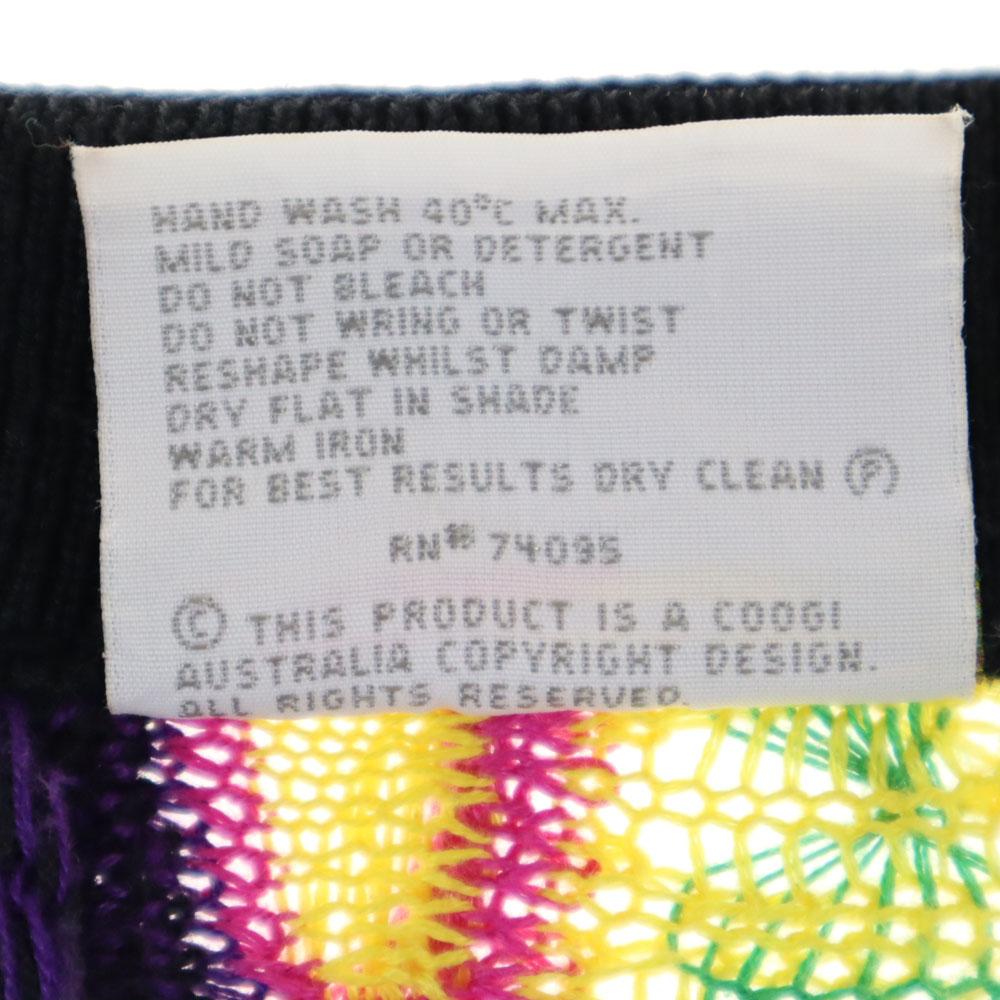 HAND WASH 40°C MAX.
MILD SOAP OR DETERGENT
DO NOT BLEACH
DO NOT WRING OR TWIST
RESHAPE WHILST DAMP
DRY FLAT IN SHADE
WARM IRON
FOR BEST RESULTS DRY CLEAN Ⓟ
RN# 74095
© THIS PRODUCT IS A COOGI
AUSTRALIA COPYRIGHT DESIGN.
ALL RIGHTS RESERVED.